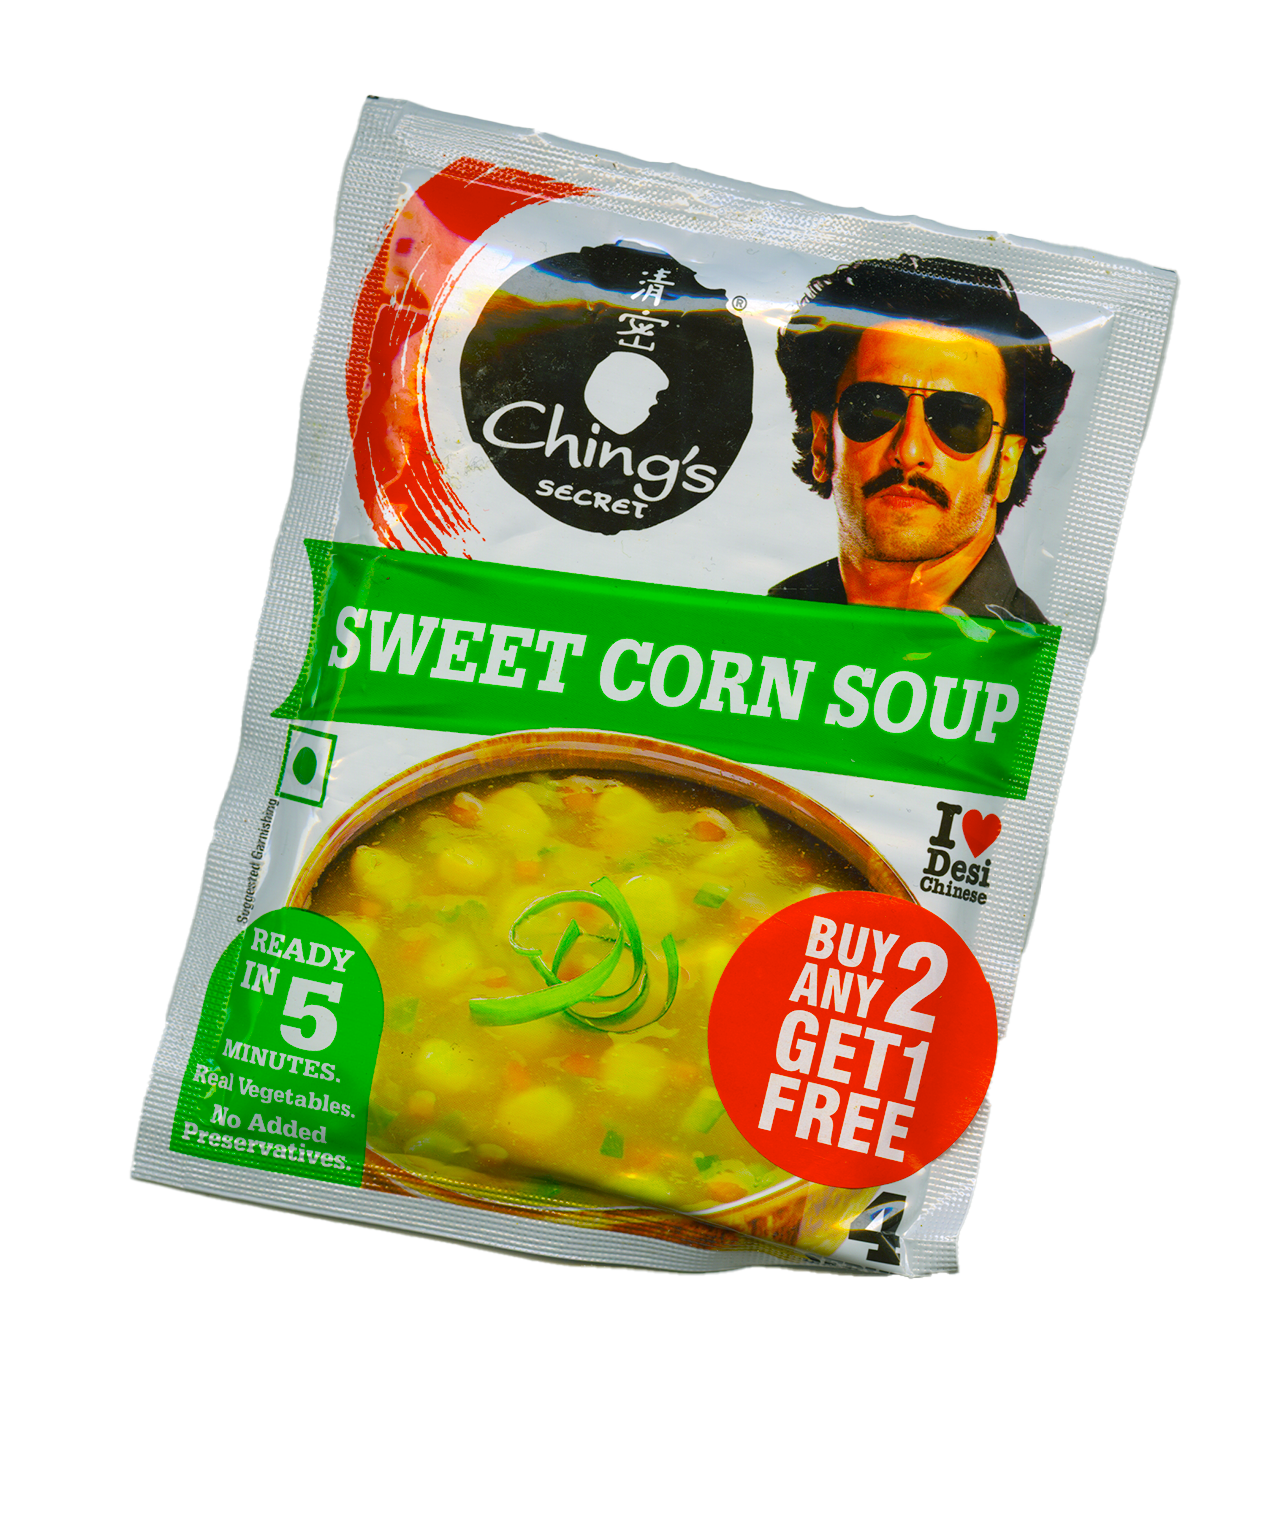 清
密
®
Ching's
SECRET
SWEET CORN SOUP
Suggested Garnishing
I
Desi
Chinese
READY
IN 5
MINUTES.
Real Vegetables.
No Added
Preservatives.
BUY 2
ANY
GET 1
FREE
4